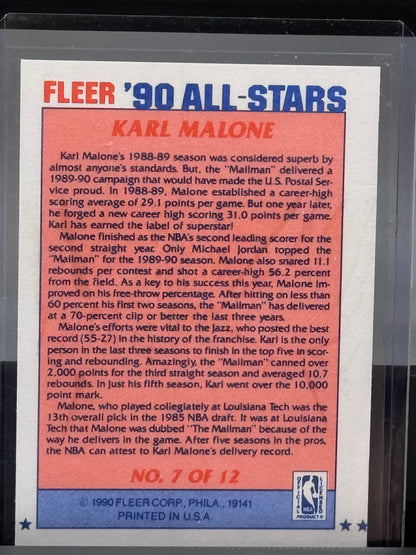 FLEER '90 ALL-STARS
KARL MALONE
Karl Malone's 1988-89 season was considered superb by
almost anyone's standards. But, the "Mailman" delivered a
1989-90 campaign that would have made the U.S. Postal Ser-
vice proud. In 1988-89, Malone established a career-high
scoring average of 29.1 points per game. But one year later,
he forged a new career high scoring 31.0 points per game.
Karl has earned the label of superstar!
Malone finished as the NBA's second leading scorer for the
second straight year. Only Michael Jordan topped the
"Mailman" for the 1989-90 season. Malone also snared 11.1
rebounds per contest and shot a career-high 56.2 percent
from the field. As a key to his success this year, Malone im-
proved on his free-throw percentage. After hitting on less than
60 percent his first two seasons, the "Mailman" has delivered
at a 70-percent clip or better the last three years.
Malone's efforts were vital to the Jazz, who posted the best
record (55-27) in the history of the franchise. Karl is the only
person in the last three seasons to finish in the top five in scor-
ing and rebounding. Amazingly, the "Mailman" canned over
2,000 points for the third straight season and averaged 10.7
rebounds. In just his fifth season, Karl went over the 10,000
point mark.
Malone, who played collegiately at Louisiana Tech was the
13th overall pick in the 1985 NBA draft. It was at Louisiana
Tech that Malone was dubbed "The Mailman" because of the
way he delivers in the game. After five seasons in the pros,
the NBA can attest to Karl Malone's delivery record.
NO. 7 OF 12
© 1990 FLEER CORP., PHILA., 19141
PRINTED IN U.S.A.
OFFICIAL LICENSED
NBA
PRODUCT ®